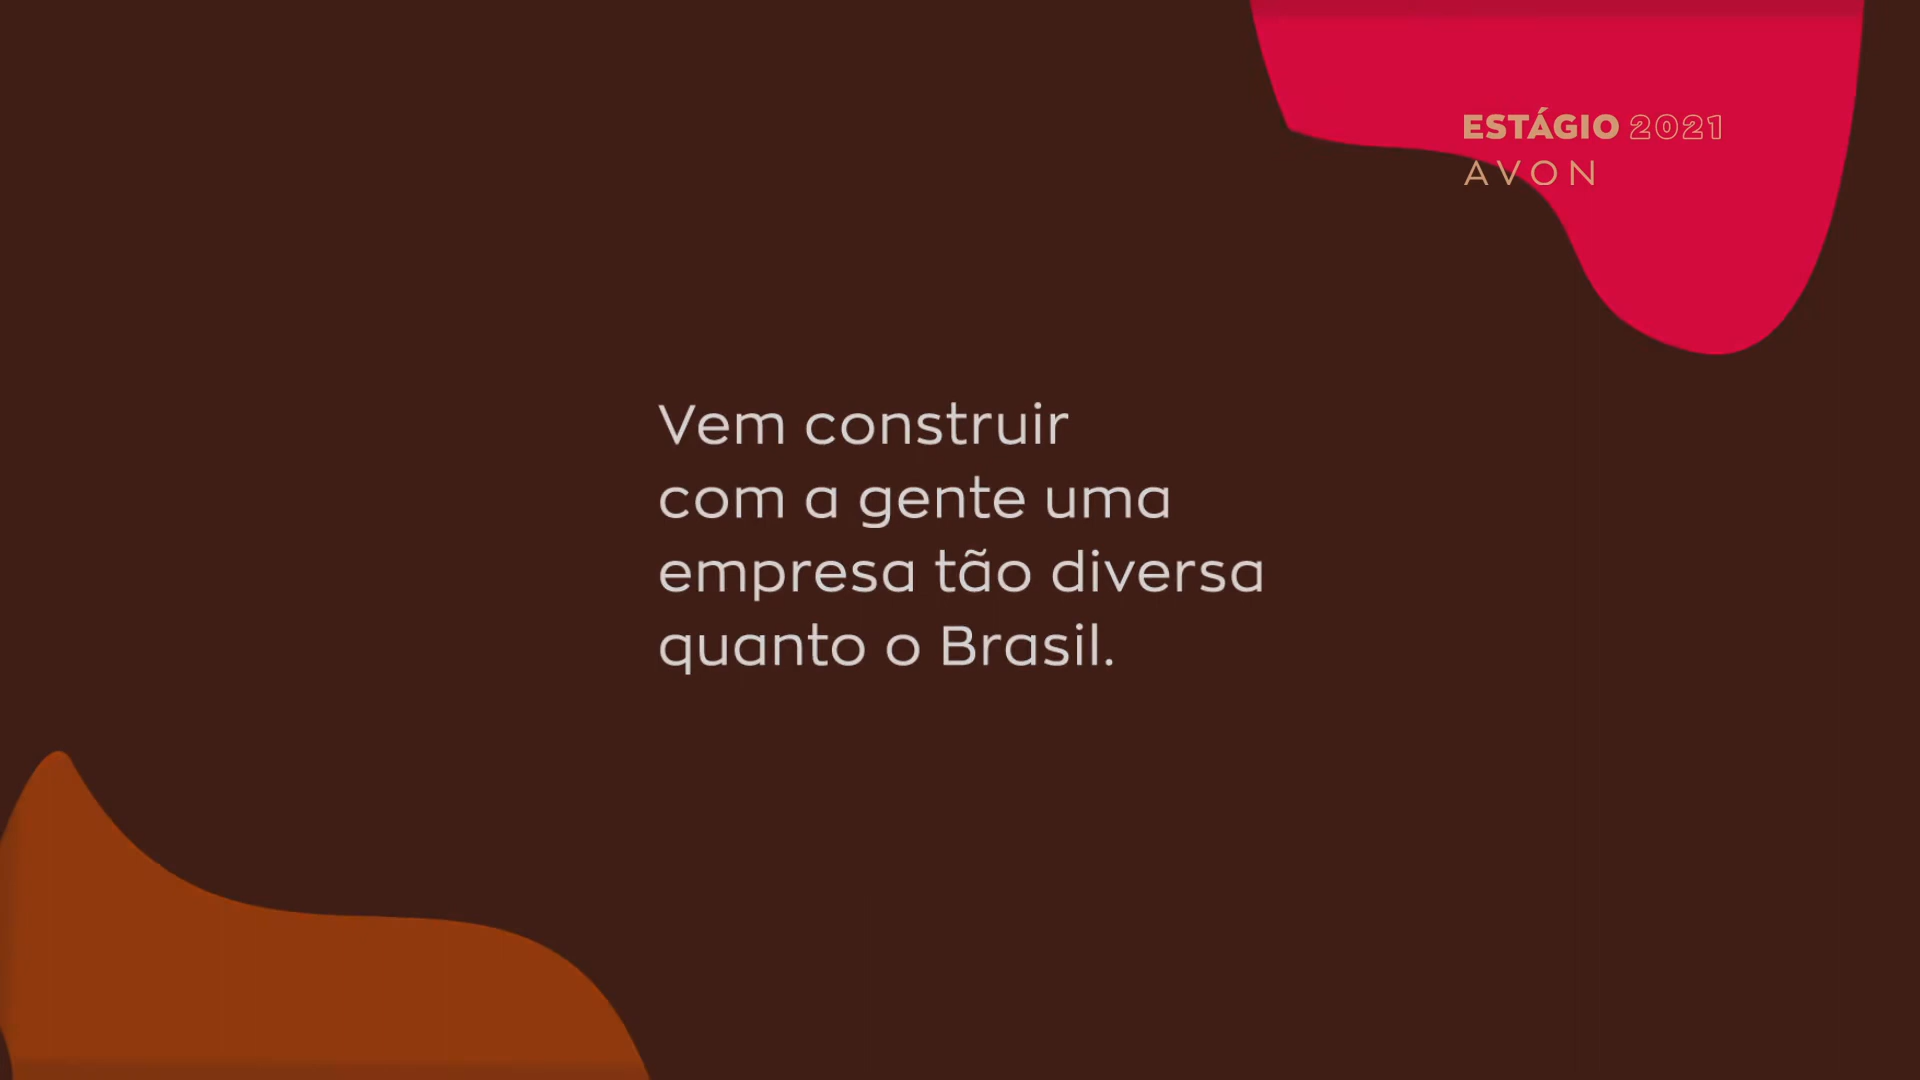 ESTÁGIO 2021
AVON
Vem construir
com a gente uma
empresa tão diversa
quanto o Brasil.